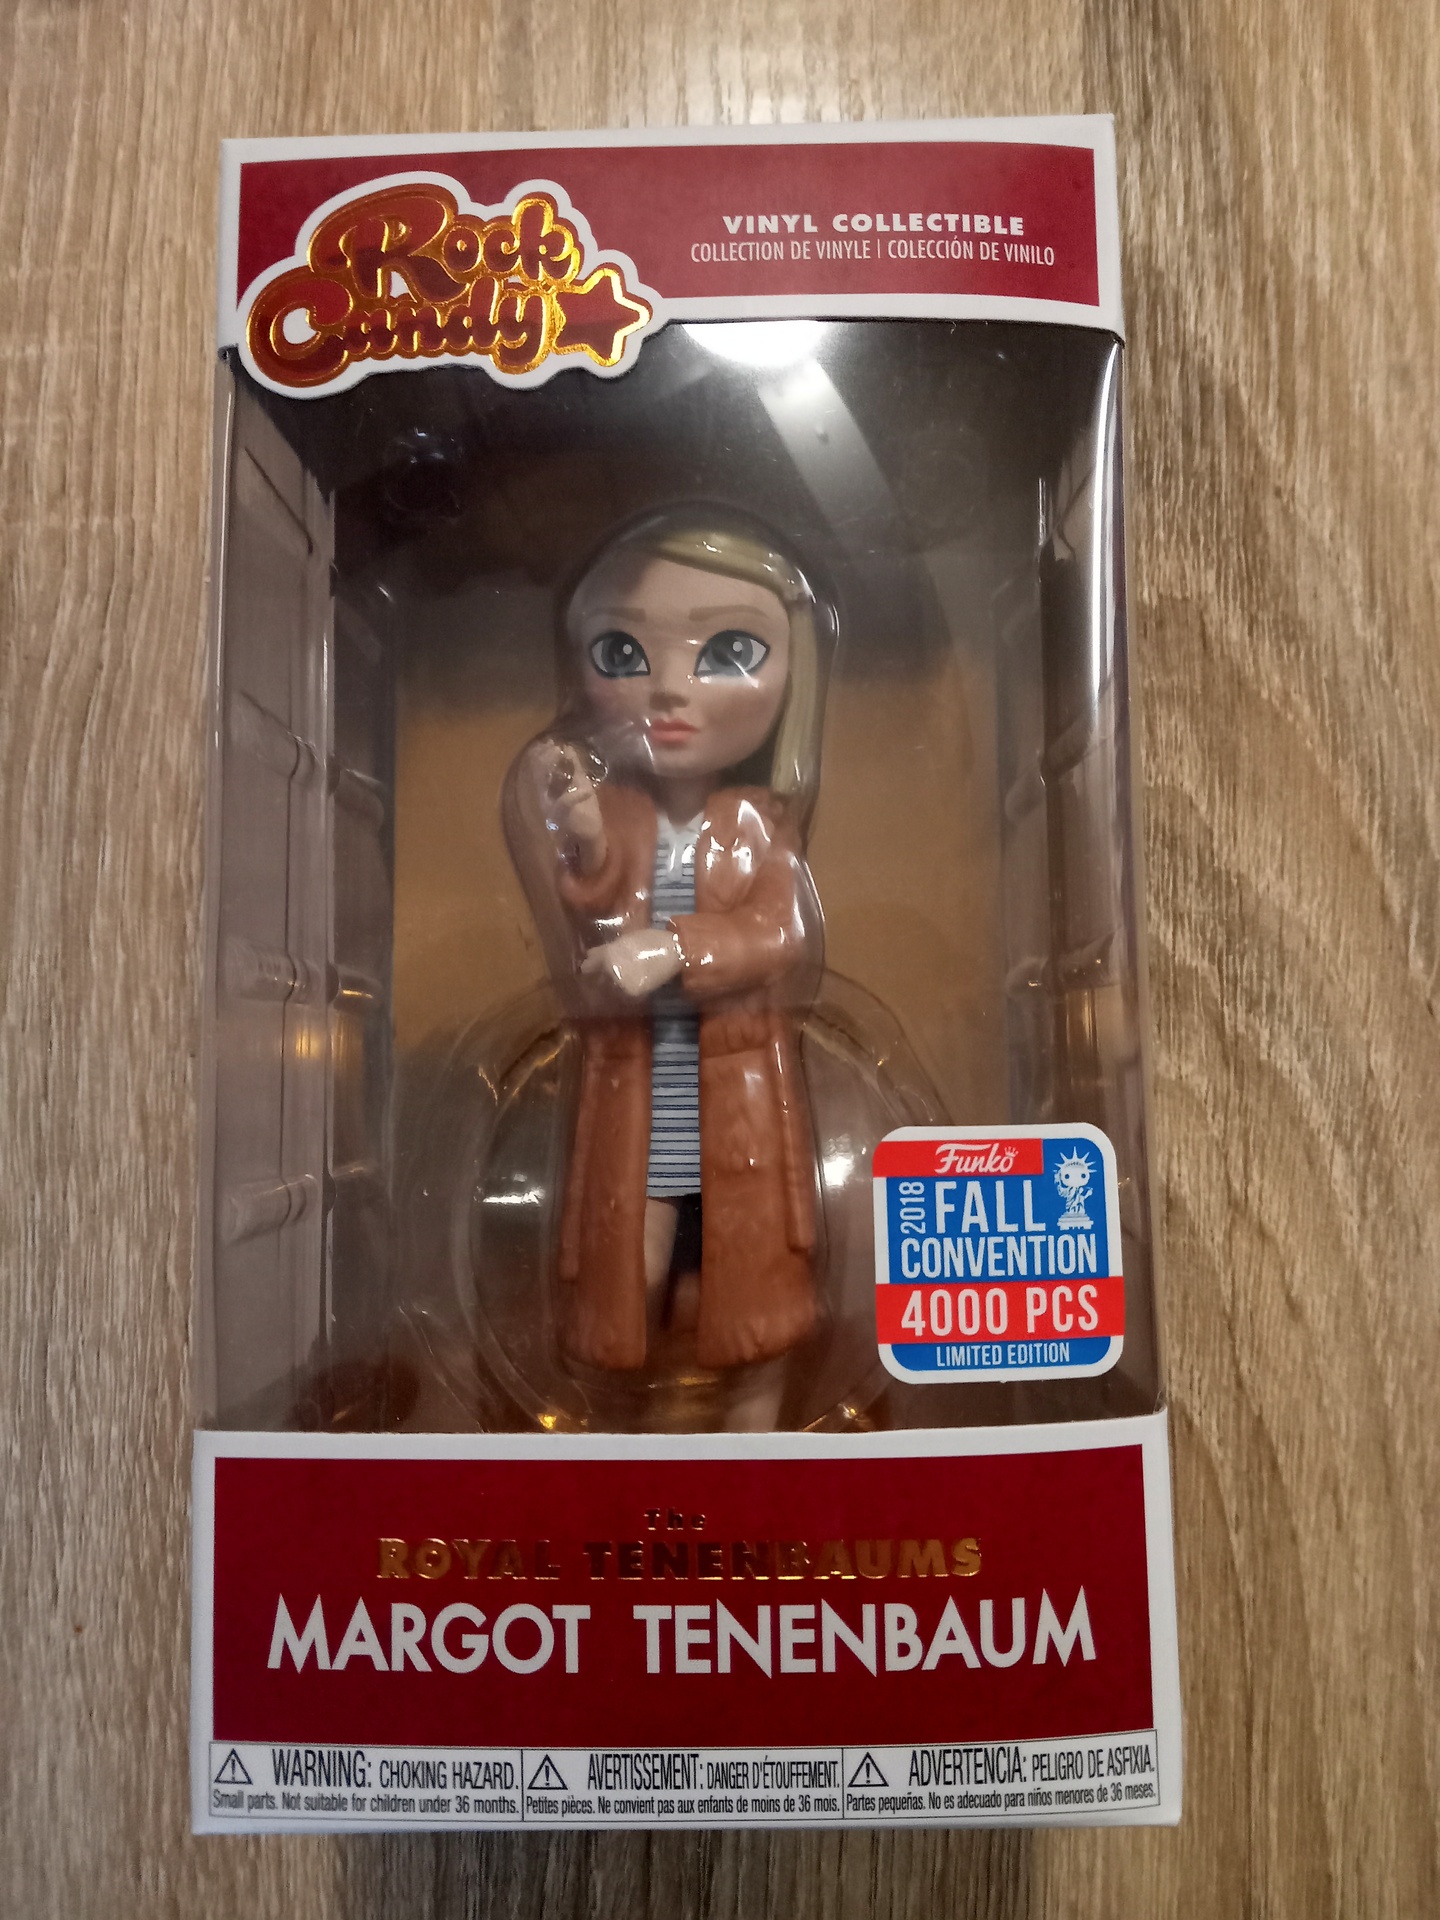 Rock
Candy
VINYL COLLECTIBLE
COLLECTION DE VINYLE | COLECCIÓN DE VINILO
Funko
2018
FALL
CONVENTION
4000 PCS
LIMITED EDITION
The
ROYAL TENENBAUMS
MARGOT TENENBAUM
WARNING: CHOKING HAZARD.
Small parts. Not suitable for children under 36 months.
AVERTISSEMENT: DANGER D'ÉTOUFFEMENT.
Petites pièces. Ne convient pas aux enfants de moins de 36 mois.
ADVERTENCIA: PELIGRO DE ASFIXIA.
Partes pequeñas. No es adecuado para niños menores de 36 meses.